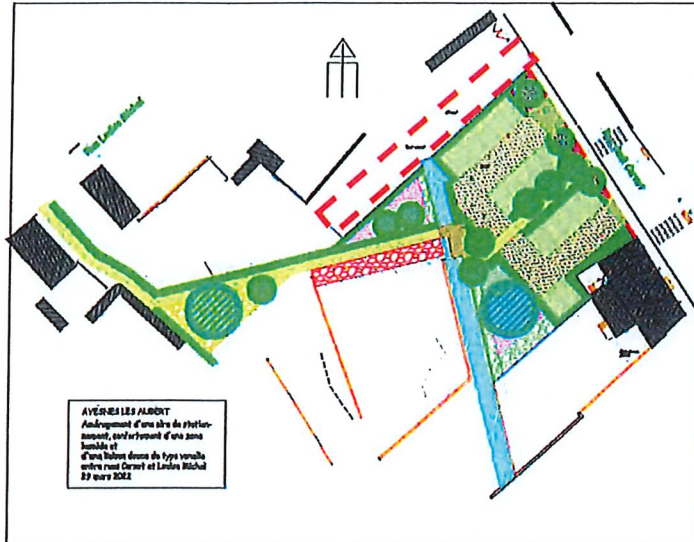 Rue Louise Michel
Rue Carnot
AVESNES LES AUBERT
Aménagement d'une aire de station-
nement, confortement d'une zone
humide et
d'une liaison douce de type venelle
entre rues Carnot et Louise Michel
29 mars 2022